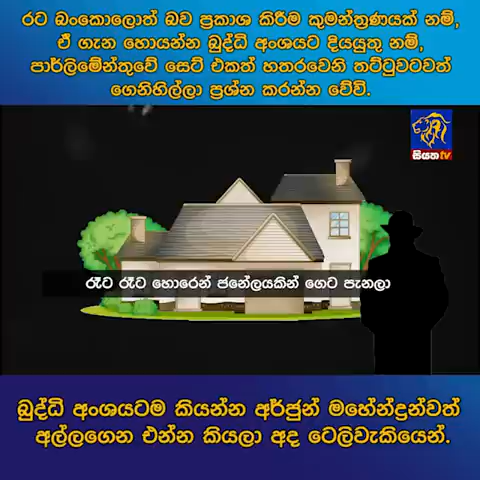 රට බංකොලොත් බව ප්‍රකාශ කිරීම කුමන්ත්‍රණයක් නම්,
ඒ ගැන හොයන්න බුද්ධි අංශයට දියයුතු නම්,
පාර්ලිමේන්තුවේ සෙට් එකත් හතරවෙනි තට්ටුවටවත්
ගෙනිහිල්ලා ප්‍රශ්න කරන්න වේවි.
සියත tv
රෑට රෑට හොරෙන් ජනේලයකින් ගෙට පැනලා
බුද්ධි අංශයටම කියන්න අර්ජුන් මහේන්ද්‍රන්වත්
අල්ලගෙන එන්න කියලා අද ටෙලිවැකියෙන්.